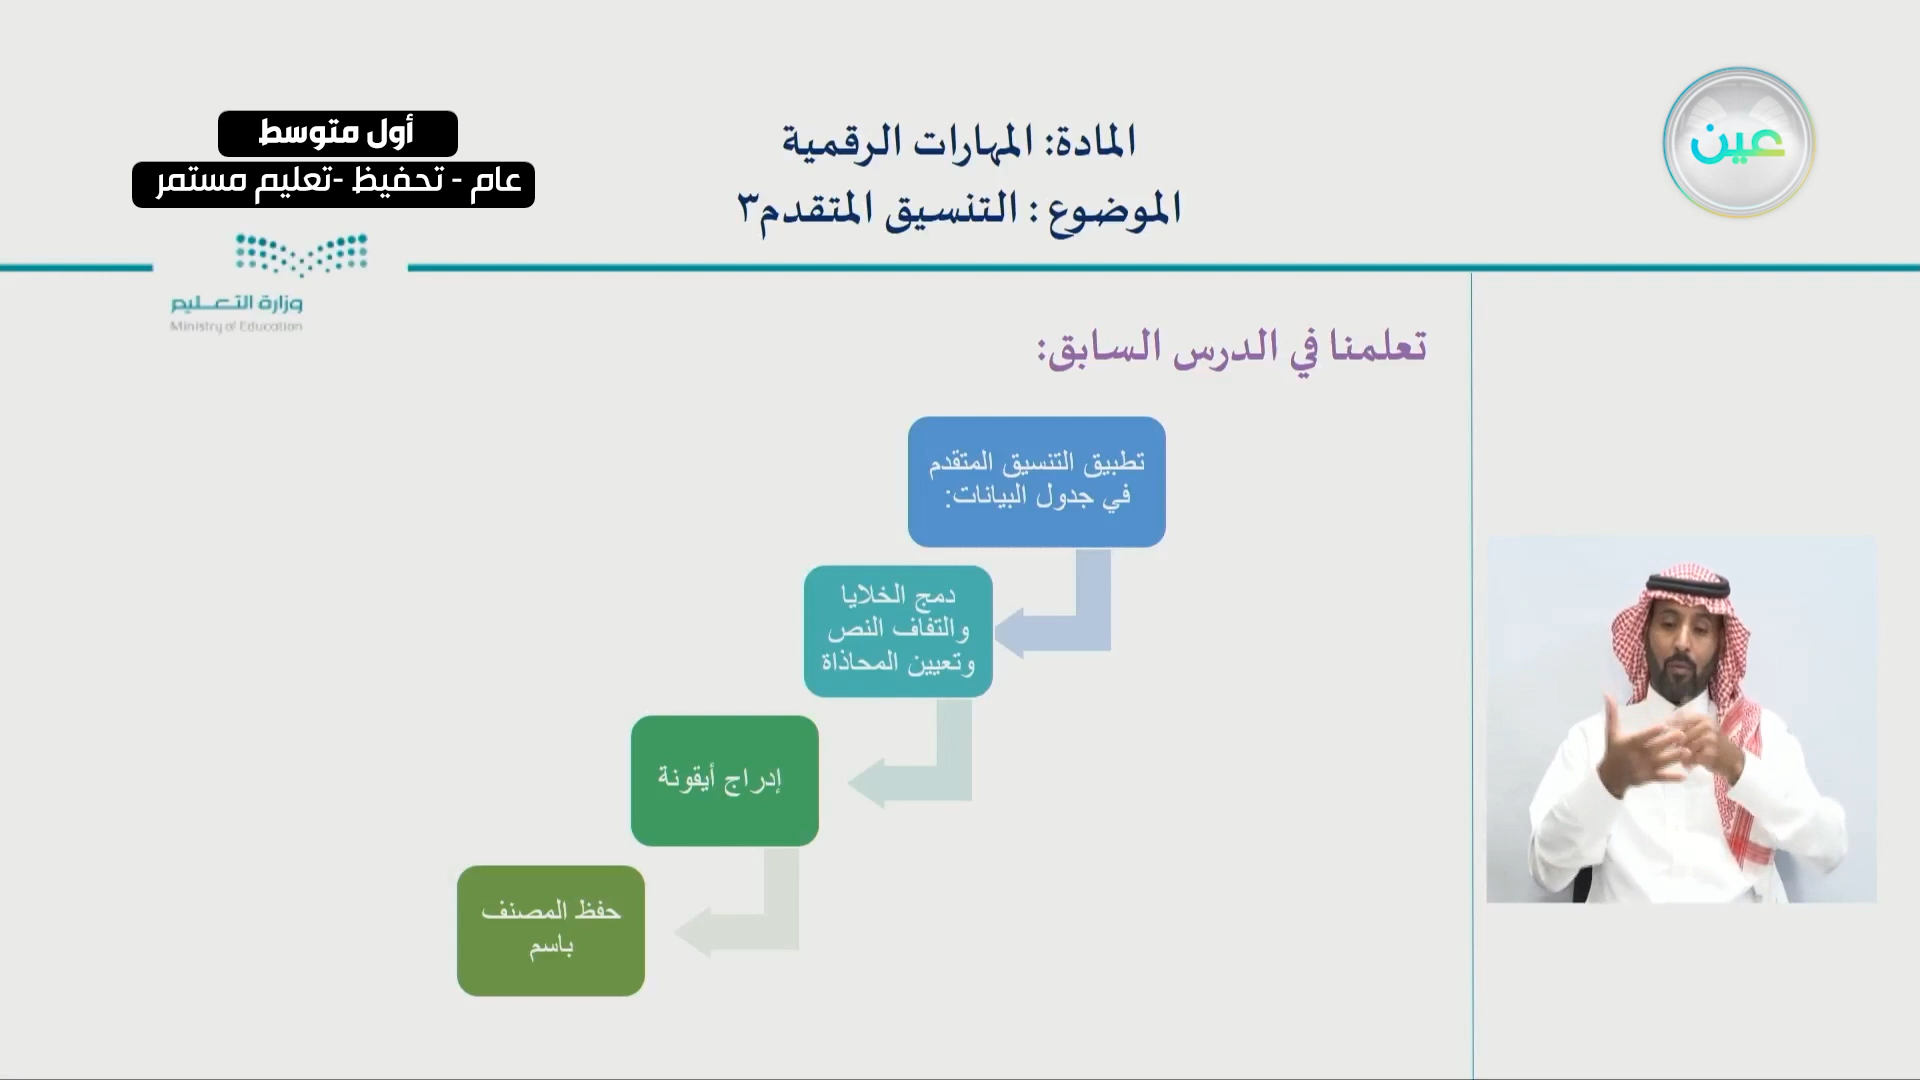 أول متوسط
عام - تحفيظ -تعليم مستمر
المادة: المهارات الرقمية
الموضوع : التنسيق المتقدم٣
عين
وزارة التعـــليم
Ministry of Education
تعلمنا في الدرس السابق:
تطبيق التنسيق المتقدم
في جدول البيانات:
دمج الخلايا
والتفاف النص
وتعيين المحاذاة
إدراج أيقونة
حفظ المصنف
باسم